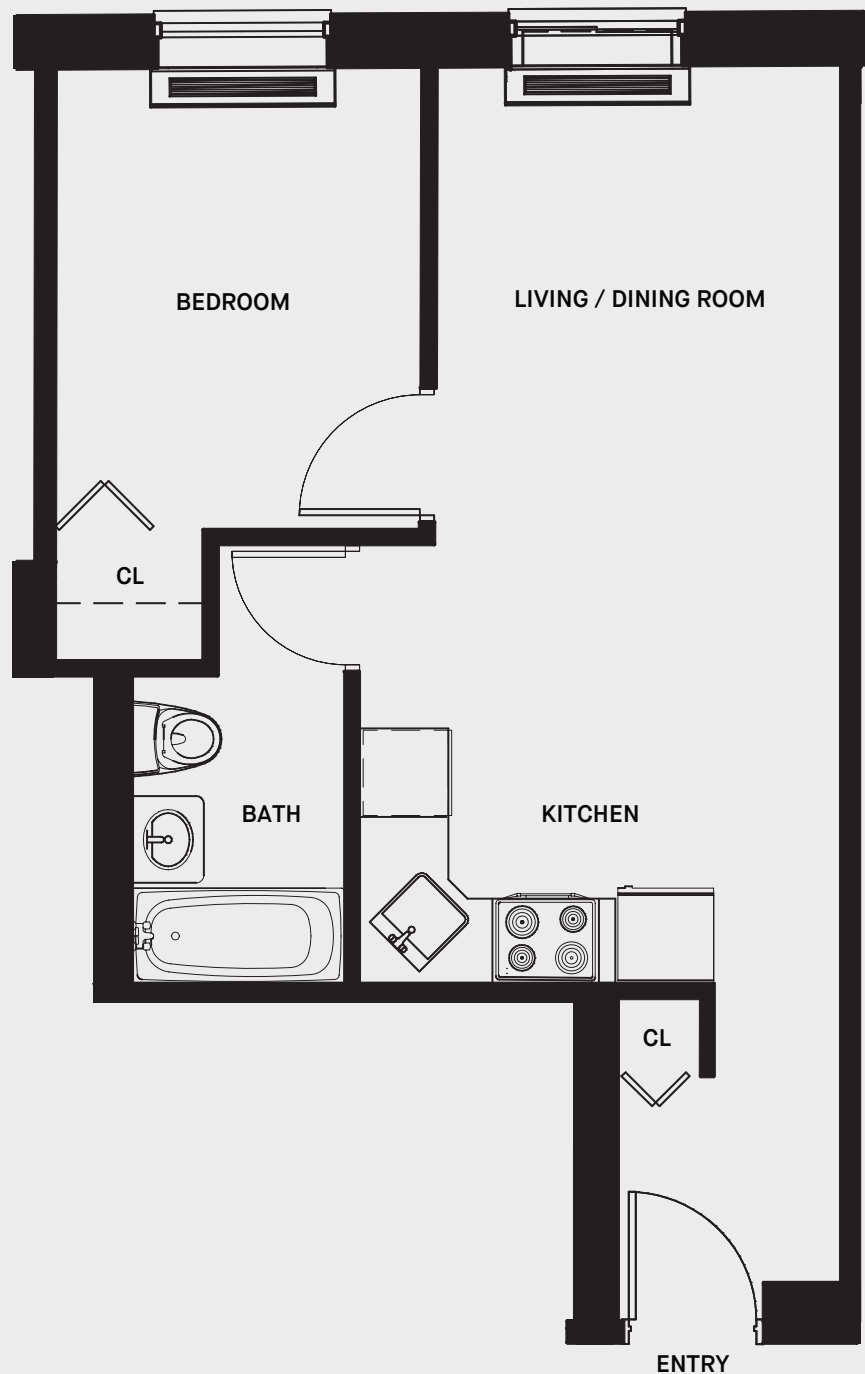 BEDROOM
LIVING / DINING ROOM
CL
BATH
KITCHEN
CL
ENTRY